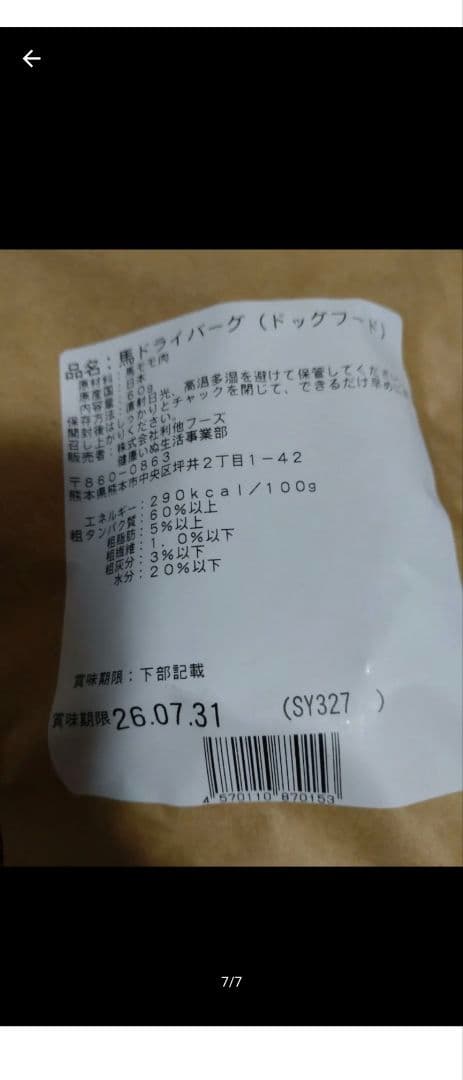 品名：馬ドライバーグ（ドッグフード）
原材料：馬モモ肉
原産国：日本
内容量：60g
保存方法：直射日光、高温多湿を避けて保管してください
開封後はしっかりとチャックを閉じて、できるだけ早めに
召し上がりください。
販売者：株式会社利他フーズ
健康いぬ生活事業部
〒860-0863
熊本県熊本市中央区坪井2丁目1-42
エネルギー：290kcal/100g
粗タンパク質：60%以上
粗脂肪：5%以上
粗繊維：1.0%以下
粗灰分：3%以下
水分：20%以下
賞味期限：下部記載
賞味期限 26.07.31 (SY327 )
4 570110 870153
7/7